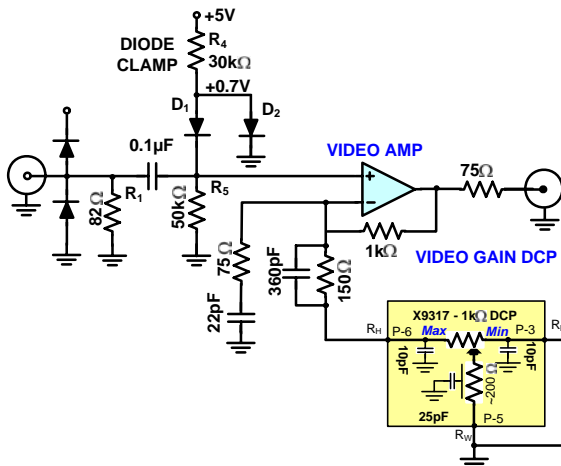 +5V
DIODE
CLAMP
R4
30kΩ
+0.7V
D1
D2
0.1µF
VIDEO AMP
75Ω
+
−
R1
82Ω
R5
50kΩ
1kΩ
VIDEO GAIN DCP
75Ω
22pF
360pF
150Ω
X9317 - 1kΩ DCP
RH
P-6
Max
Min
P-3
10pF
10pF
~200Ω
25pF
P-5
RW